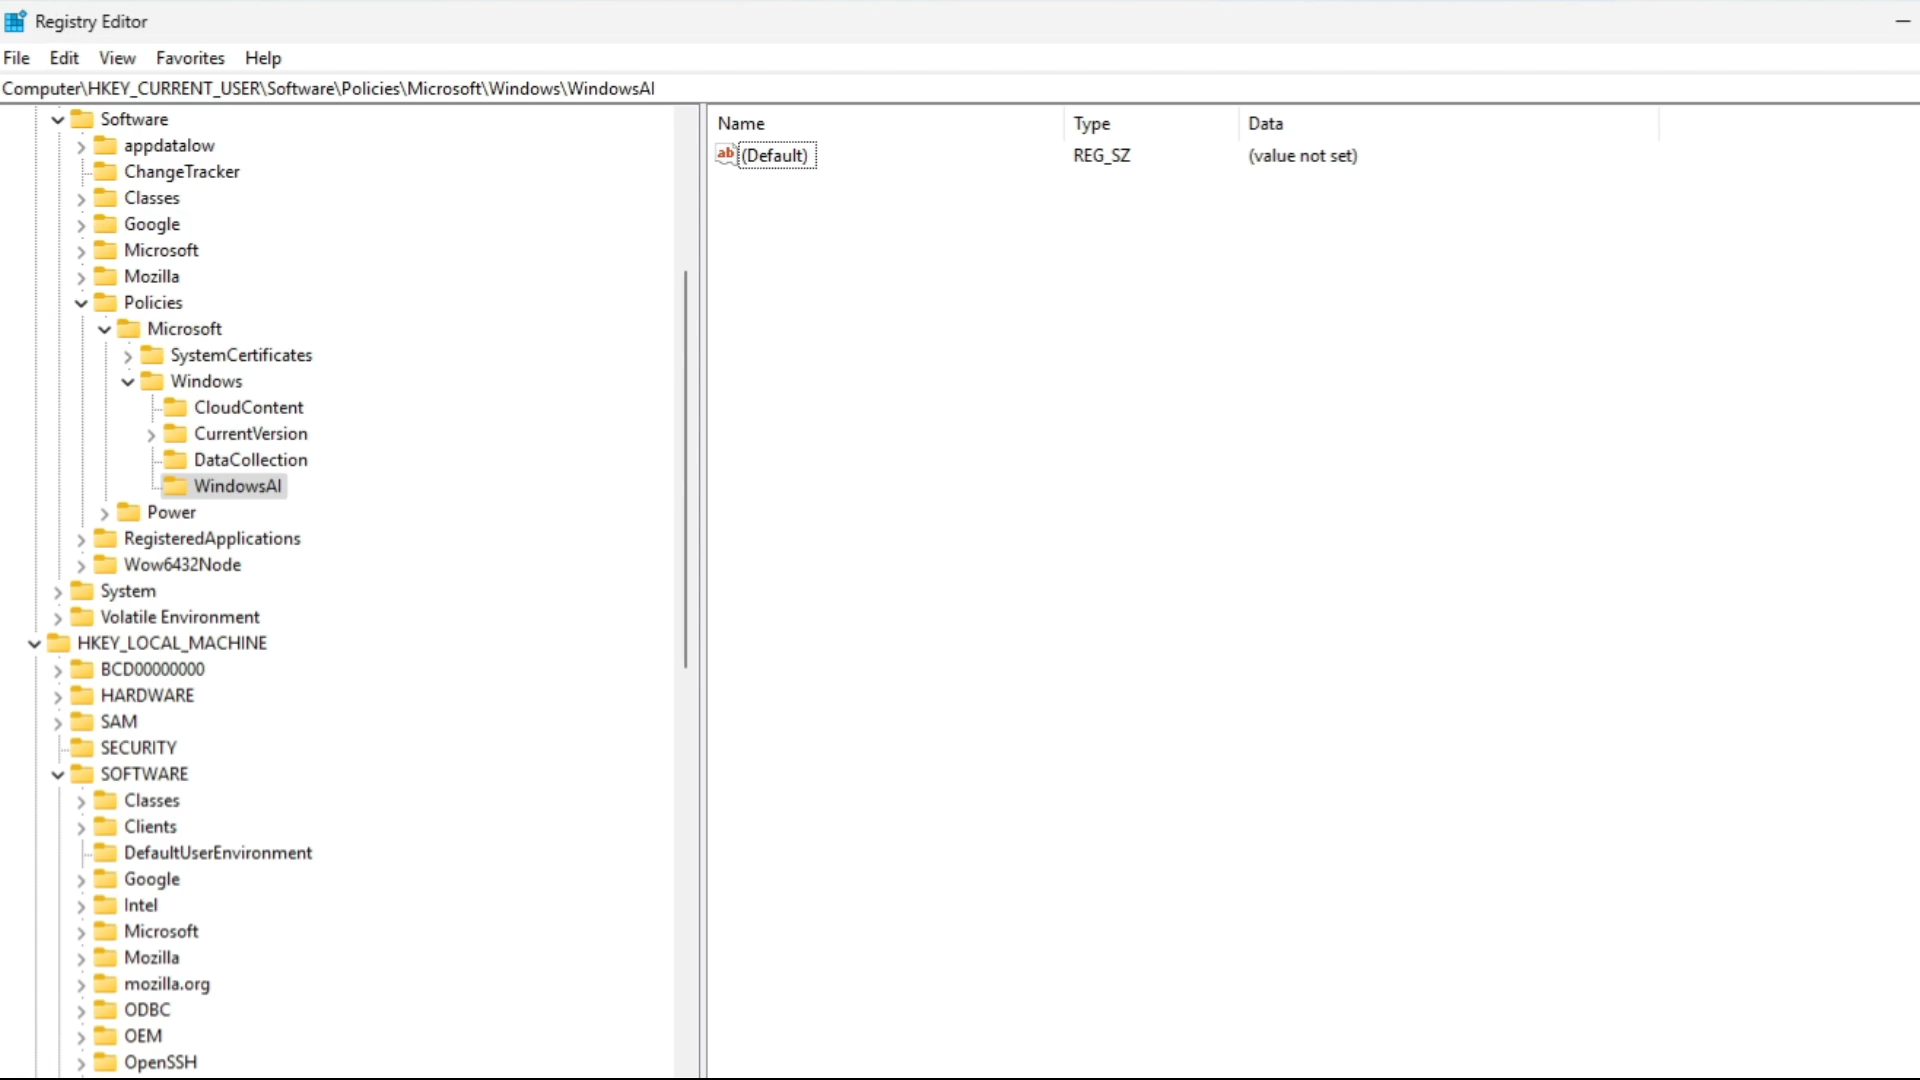 Registry Editor
File Edit View Favorites Help
Computer\HKEY_CURRENT_USER\Software\Policies\Microsoft\Windows\WindowsAI
Software
appdatalow
ChangeTracker
Classes
Google
Microsoft
Mozilla
Policies
Microsoft
SystemCertificates
Windows
CloudContent
CurrentVersion
DataCollection
WindowsAI
Power
RegisteredApplications
Wow6432Node
System
Volatile Environment
HKEY_LOCAL_MACHINE
BCD00000000
HARDWARE
SAM
SECURITY
SOFTWARE
Classes
Clients
DefaultUserEnvironment
Google
Intel
Microsoft
Mozilla
mozilla.org
ODBC
OEM
OpenSSH
Name Type Data
ab (Default) REG_SZ (value not set)